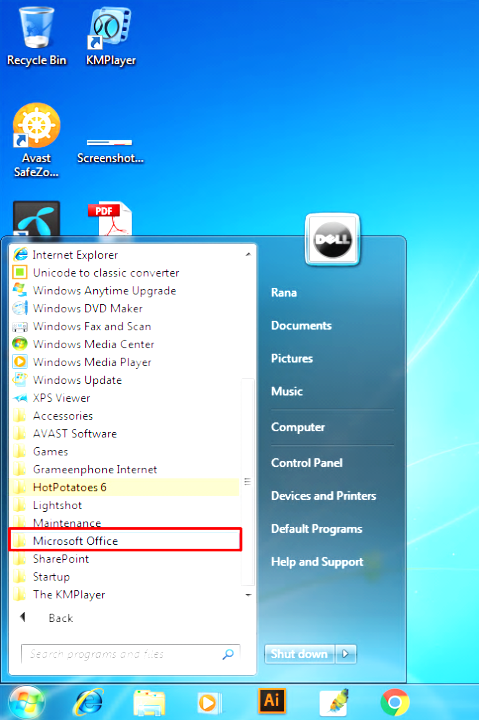 Recycle Bin
KMPlayer
Avast
SafeZo...
Screenshot...
PDF
DELL
Internet Explorer
Unicode to classic converter
Windows Anytime Upgrade
Windows DVD Maker
Windows Fax and Scan
Windows Media Center
Windows Media Player
Windows Update
XPS Viewer
Accessories
AVAST Software
Games
Grameenphone Internet
HotPotatoes 6
Lightshot
Maintenance
Microsoft Office
SharePoint
Startup
The KMPlayer
Back
Search programs and files
Rana
Documents
Pictures
Music
Computer
Control Panel
Devices and Printers
Default Programs
Help and Support
Shut down
Ai